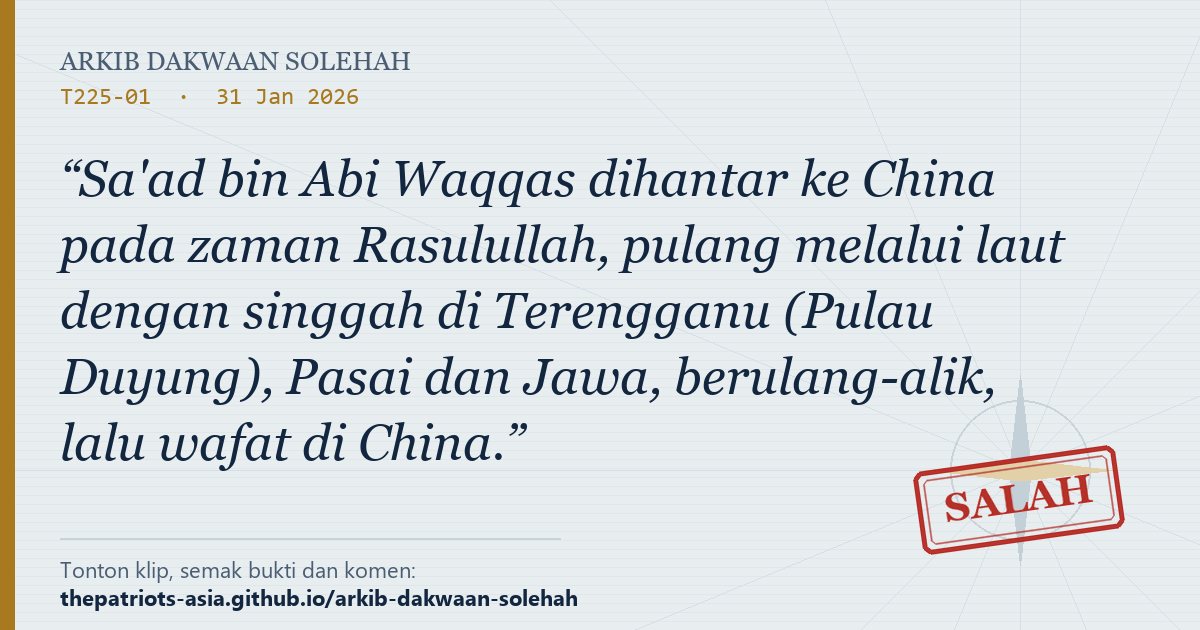 ARKIB DAKWAAN SOLEHAH
T225-01 · 31 Jan 2026
“Sa'ad bin Abi Waqqas dihantar ke China
pada zaman Rasulullah, pulang melalui laut
dengan singgah di Terengganu (Pulau
Duyung), Pasai dan Jawa, berulang-alik,
lalu wafat di China.”
SALAH
Tonton klip, semak bukti dan komen:
thepatriots-asia.github.io/arkib-dakwaan-solehah